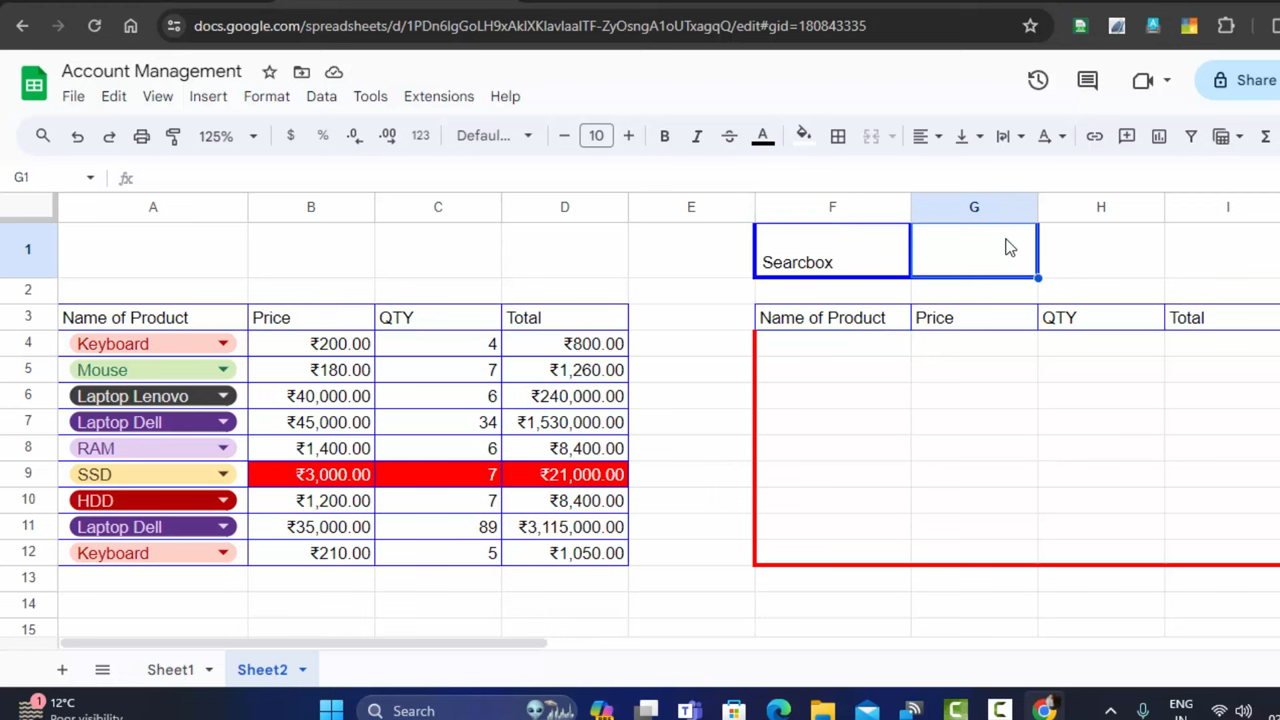 docs.google.com/spreadsheets/d/1PDn6lgGoLH9xAklXKlavlaalTF-ZyOsngA1oUTxagqQ/edit#gid=180843335
Account Management
File Edit View Insert Format Data Tools Extensions Help
Share
125% $ % .0 .00 123 Defaul... 10 B I S A Σ
G1 fx
A B C D E F G H I
1 Searcbox
2
3 Name of Product Price QTY Total Name of Product Price QTY Total
4 Keyboard ₹200.00 4 ₹800.00
5 Mouse ₹180.00 7 ₹1,260.00
6 Laptop Lenovo ₹40,000.00 6 ₹240,000.00
7 Laptop Dell ₹45,000.00 34 ₹1,530,000.00
8 RAM ₹1,400.00 6 ₹8,400.00
9 SSD ₹3,000.00 7 ₹21,000.00
10 HDD ₹1,200.00 7 ₹8,400.00
11 Laptop Dell ₹35,000.00 89 ₹3,115,000.00
12 Keyboard ₹210.00 5 ₹1,050.00
13
14
15
Sheet1 Sheet2
1 12°C Search ENG
Poor visibility IN